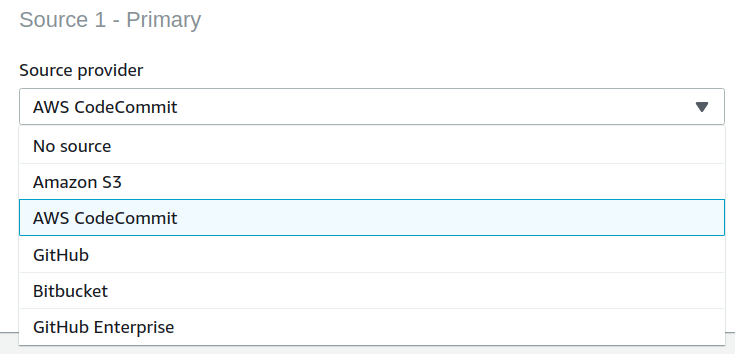 Source 1 - Primary
Source provider
AWS CodeCommit
No source
Amazon S3
AWS CodeCommit
GitHub
Bitbucket
GitHub Enterprise